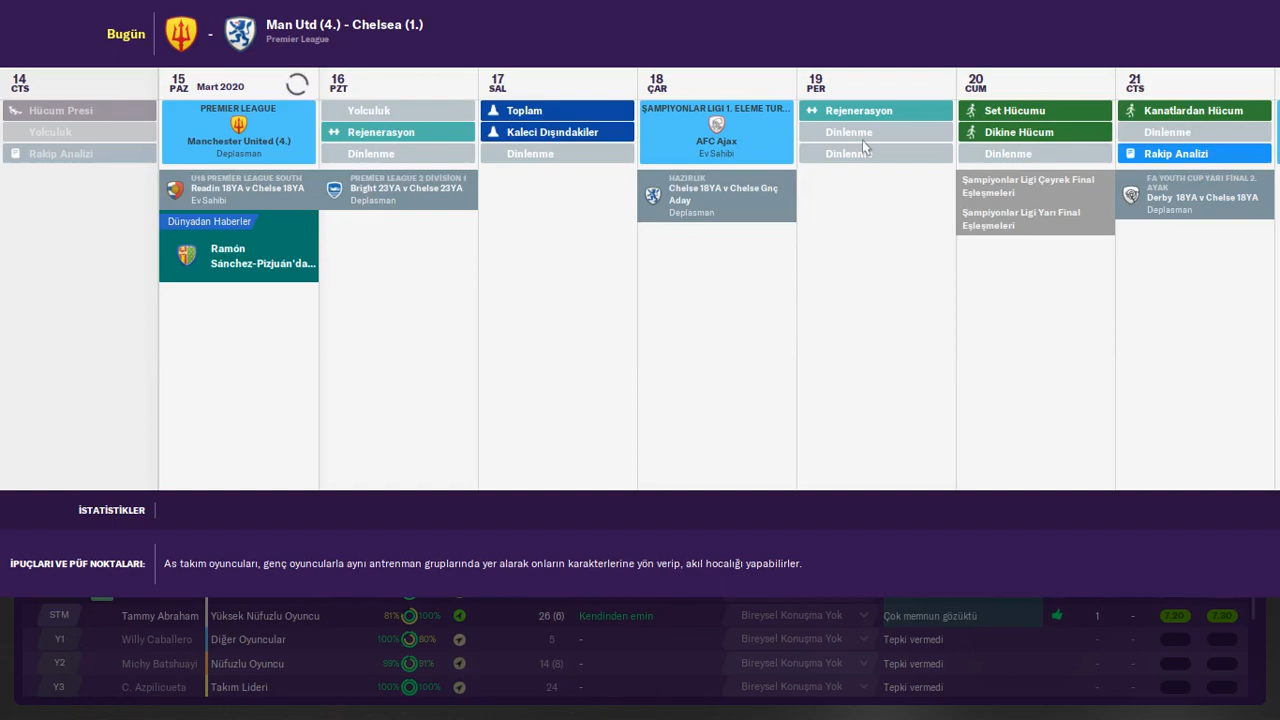 Bugün
Man Utd (4.) - Chelsea (1.)
Premier League
14
CTS
Hücum Presi
Yolculuk
Rakip Analizi
15
PAZ
Mart 2020
PREMIER LEAGUE
Manchester United (4.)
Deplasman
U18 PREMIER LEAGUE SOUTH
Readin 18YA v Chelse 18YA
Ev Sahibi
Dünyadan Haberler
Ramón
Sánchez-Pizjuán'da...
16
PZT
Yolculuk
Rejenerasyon
Dinlenme
PREMIER LEAGUE 2 DIVISION 1
Bright 23YA v Chelse 23YA
Deplasman
17
SAL
Toplam
Kaleci Dışındakiler
Dinlenme
18
ÇAR
ŞAMPIYONLAR LIGI 1. ELEME TUR...
AFC Ajax
Ev Sahibi
HAZIRLIK
Chelse 18YA v Chelse Gnç
Aday
Deplasman
19
PER
Rejenerasyon
Dinlenme
Dinlenme
20
CUM
Set Hücumu
Dikine Hücum
Dinlenme
Şampiyonlar Ligi Çeyrek Final
Eşleşmeleri
Şampiyonlar Ligi Yarı Final
Eşleşmeleri
21
CTS
Kanatlardan Hücum
Dinlenme
Rakip Analizi
FA YOUTH CUP YARI FİNAL 2.
AYAK
Derby 18YA v Chelse 18YA
Deplasman
İSTATİSTİKLER
İPUÇLARI VE PÜF NOKTALARI:
As takım oyuncuları, genç oyuncularla aynı antrenman gruplarında yer alarak onların karakterlerine yön verip, akıl hocalığı yapabilirler.
STM Tammy Abraham Yüksek Nüfuzlu Oyuncu 81% 100% 26 (6) Kendinden emin Bireysel Konuşma Yok Çok memnun gözüktü 1 - 7.20 7.30
Y1 Willy Caballero Diğer Oyuncular 100% 80% 5 - Bireysel Konuşma Yok Tepki vermedi - -
Y2 Michy Batshuayi Nüfuzlu Oyuncu 99% 91% 14 (8) - Bireysel Konuşma Yok Tepki vermedi - -
Y3 C. Azpilicueta Takım Lideri 100% 100% 24 - Bireysel Konuşma Yok Tepki vermedi - -